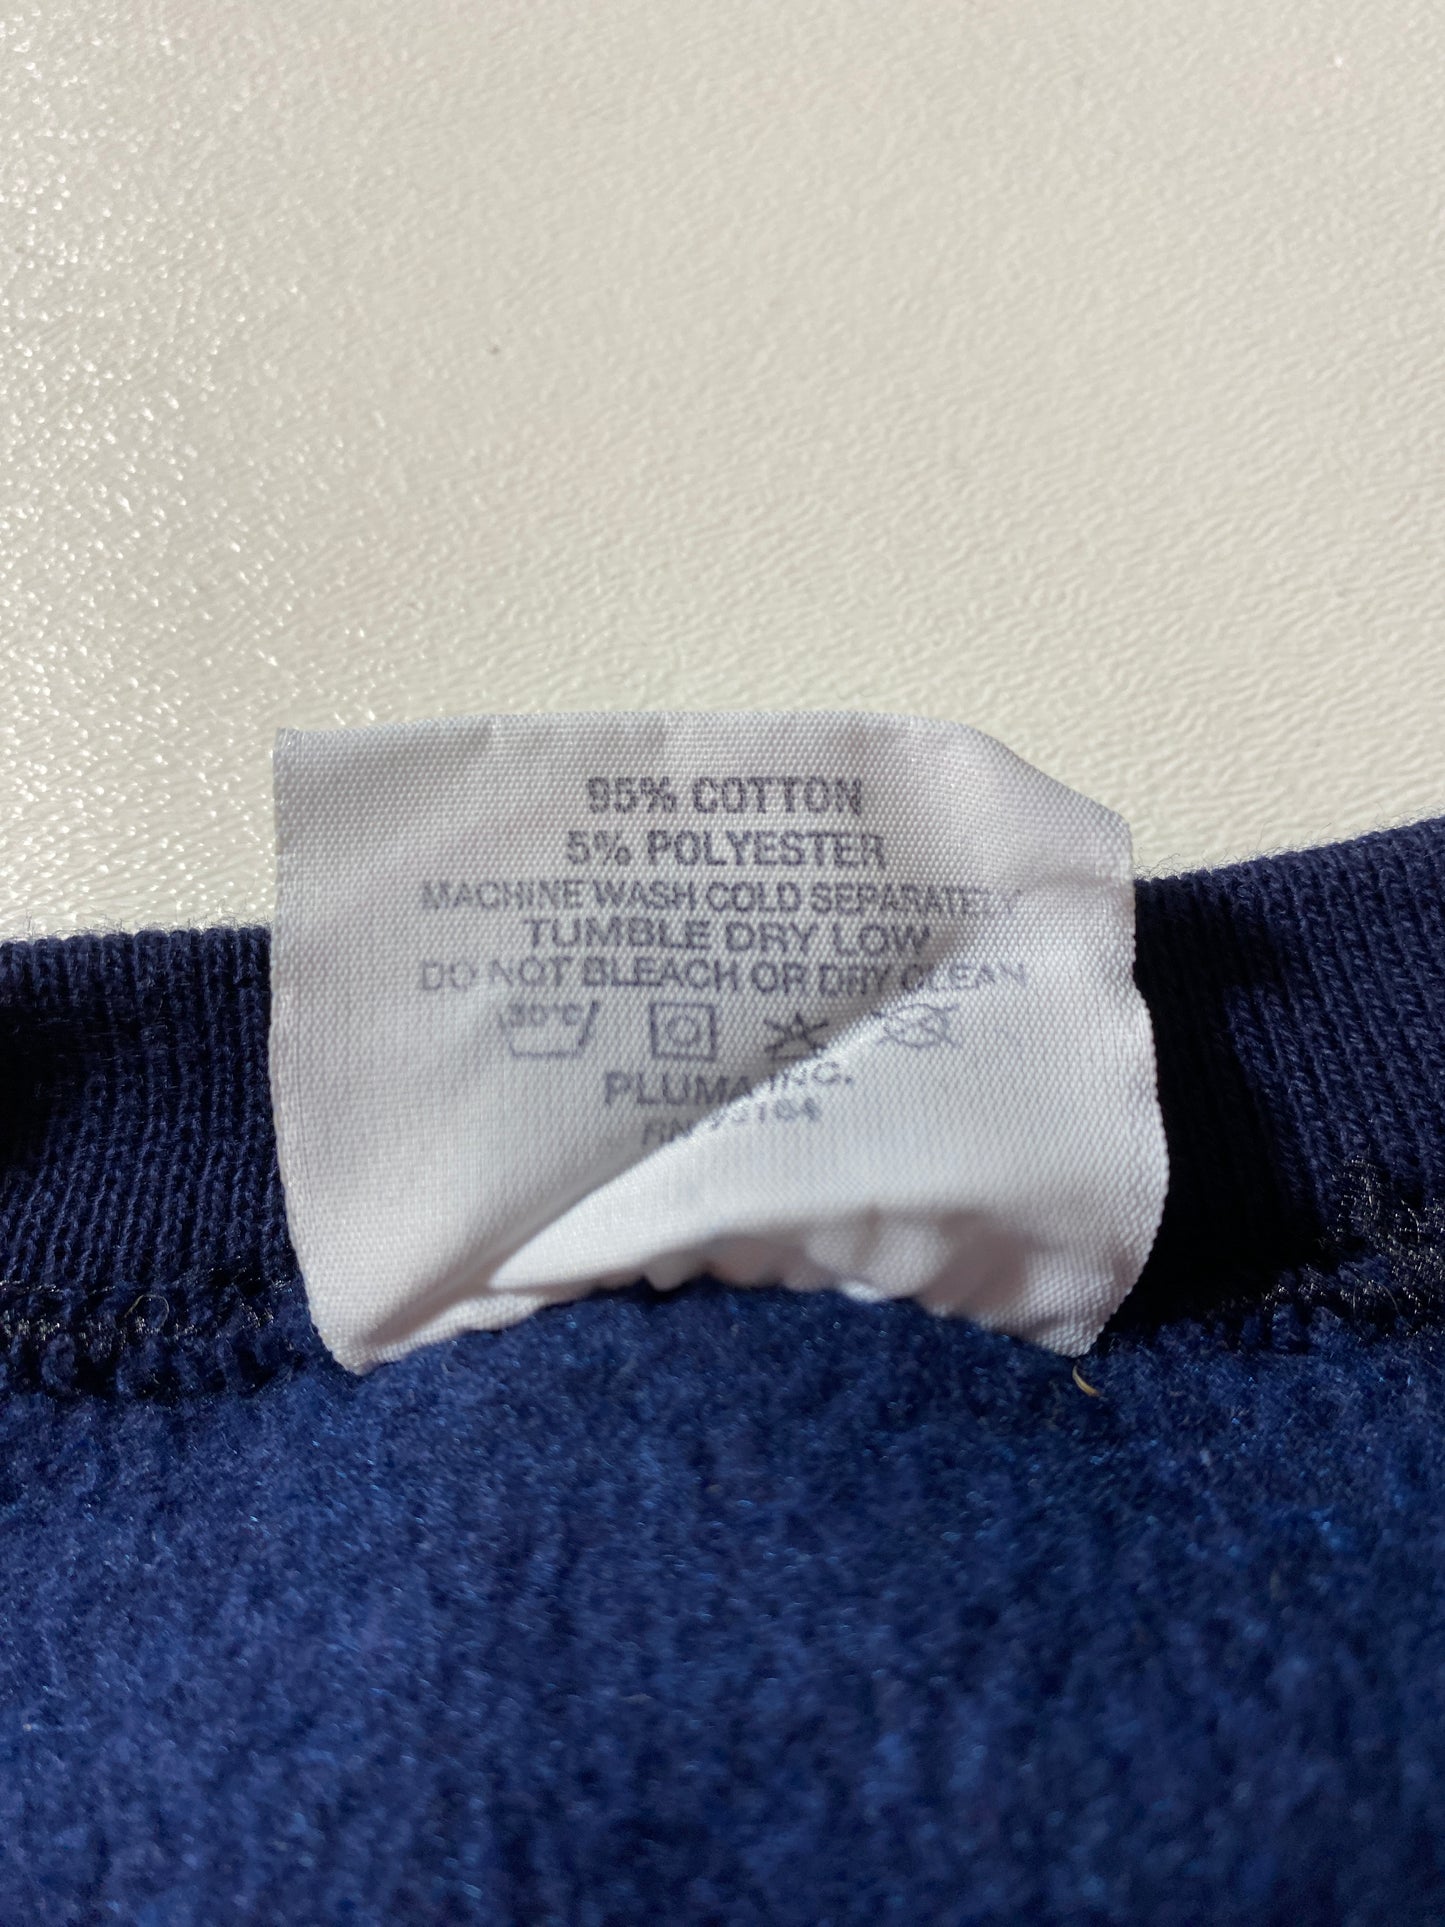 95% COTTON
5% POLYESTER
MACHINE WASH COLD SEPARATELY
TUMBLE DRY LOW
DO NOT BLEACH OR DRY CLEAN
30°C
PLUMA, INC.
RN